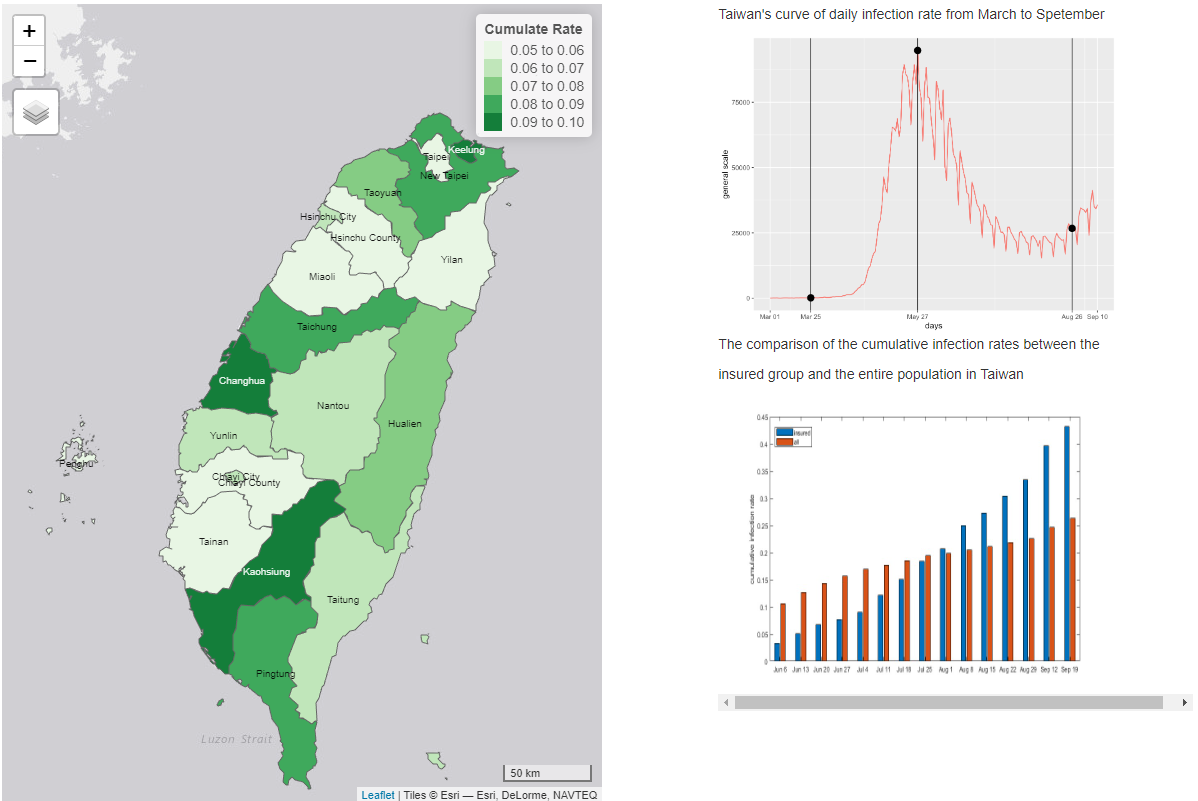 +
−
Cumulate Rate
0.05 to 0.06
0.06 to 0.07
0.07 to 0.08
0.08 to 0.09
0.09 to 0.10
Taipei
Keelung
New Taipei
Taoyuan
Hsinchu City
Hsinchu County
Yilan
Miaoli
Taichung
Changhua
Nantou
Hualien
Yunlin
Penghu
Chiayi City
Chiayi County
Tainan
Kaohsiung
Taitung
Pingtung
Luzon Strait
50 km
Leaflet | Tiles © Esri — Esri, DeLorme, NAVTEQ
Taiwan's curve of daily infection rate from March to Spetember
general scale
75000
50000
25000
0
Mar 01 Mar 25 May 27 Aug 26 Sep 10
days
The comparison of the cumulative infection rates between the
insured group and the entire population in Taiwan
cumulative infection rate
0.45
0.4
0.35
0.3
0.25
0.2
0.15
0.1
0.05
0
insured
all
Jun 6 Jun 13 Jun 20 Jun 27 Jul 4 Jul 11 Jul 18 Jul 25 Aug 1 Aug 8 Aug 15 Aug 22 Aug 29 Sep 12 Sep 19